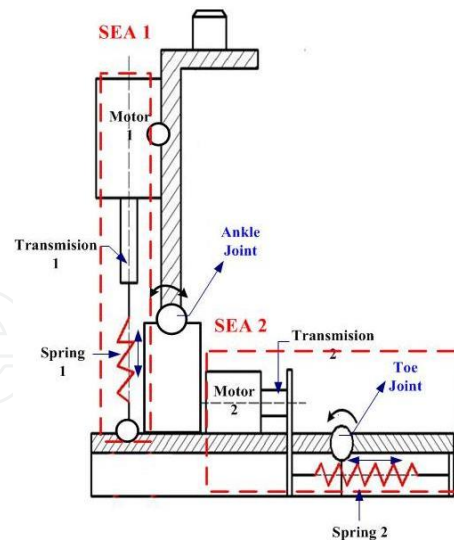 SEA 1
Motor
1
Transmision
1
Ankle
Joint
SEA 2
Transmision
2
Spring
1
Motor
2
Toe
Joint
Spring 2